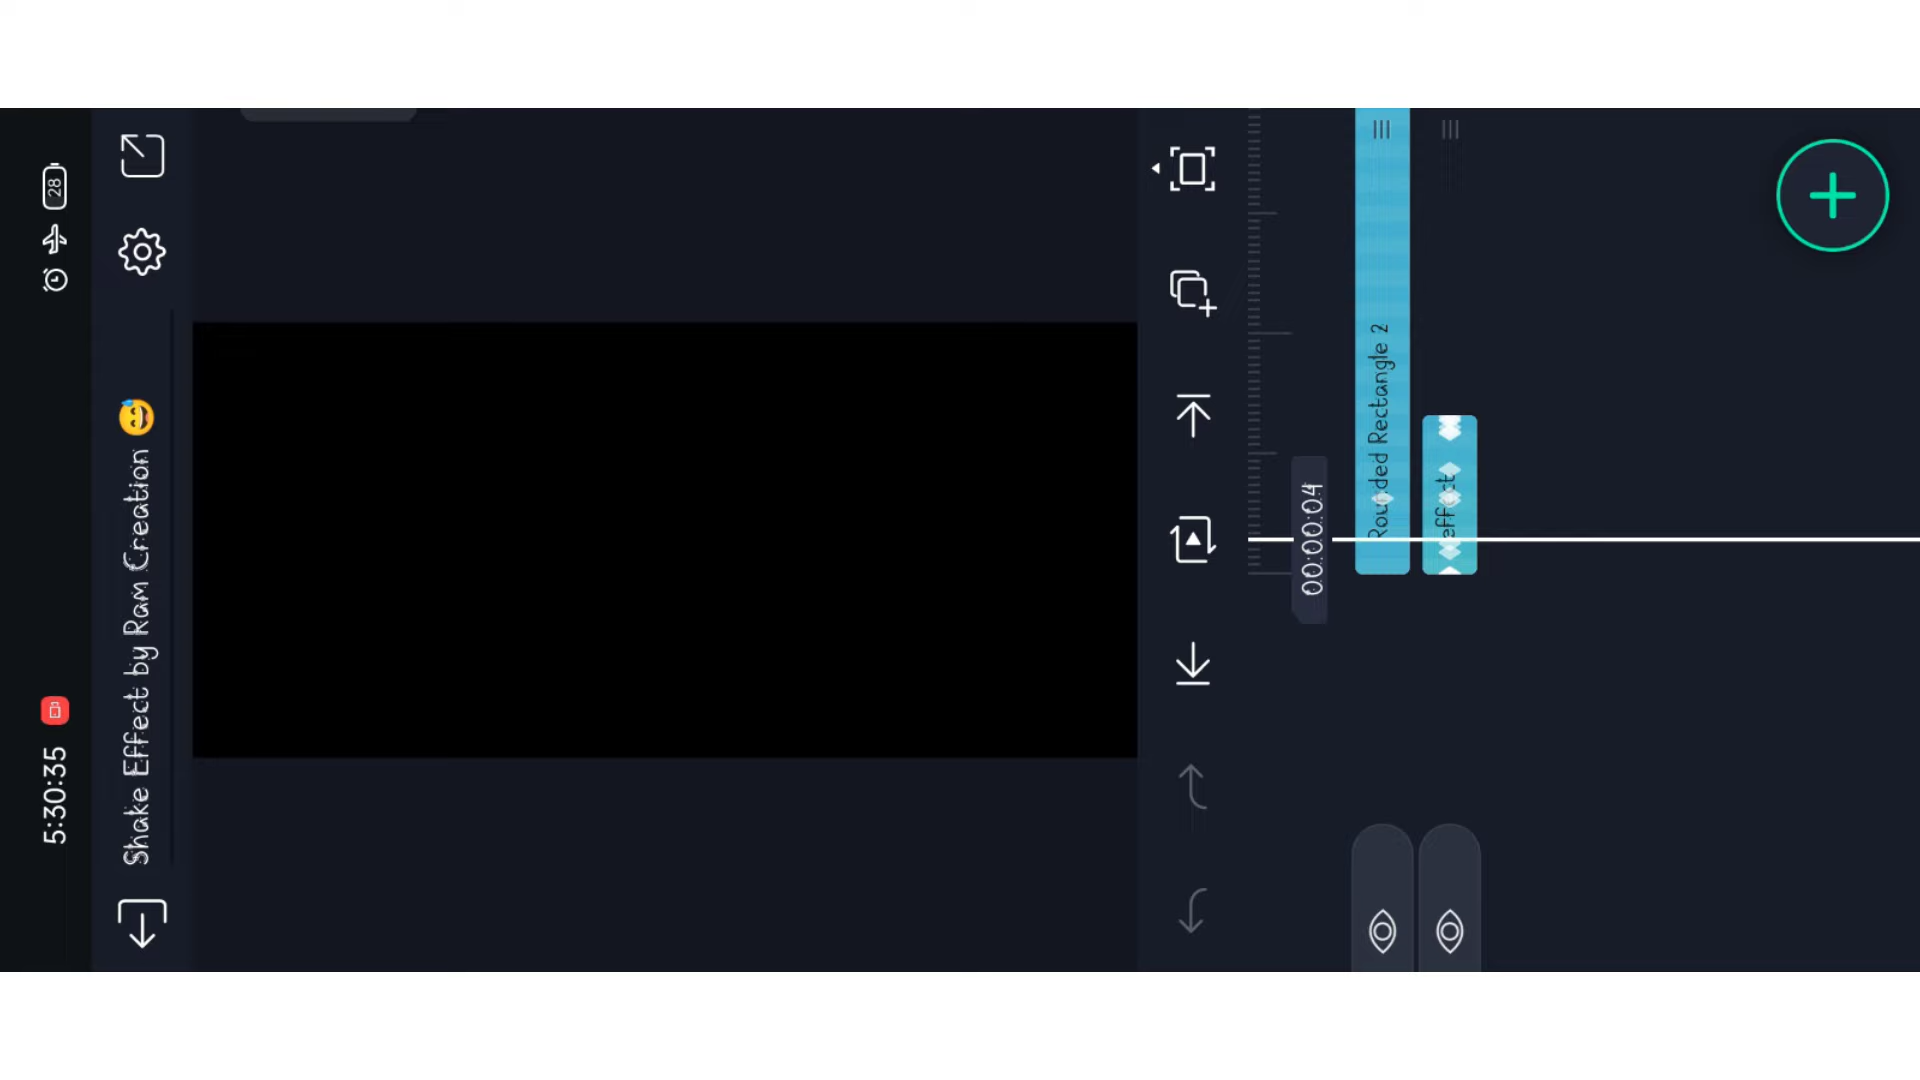 5:30:35
28
Shake Effect by Ram Creation 😅
00:00:04
Rounded Rectangle 2
effect